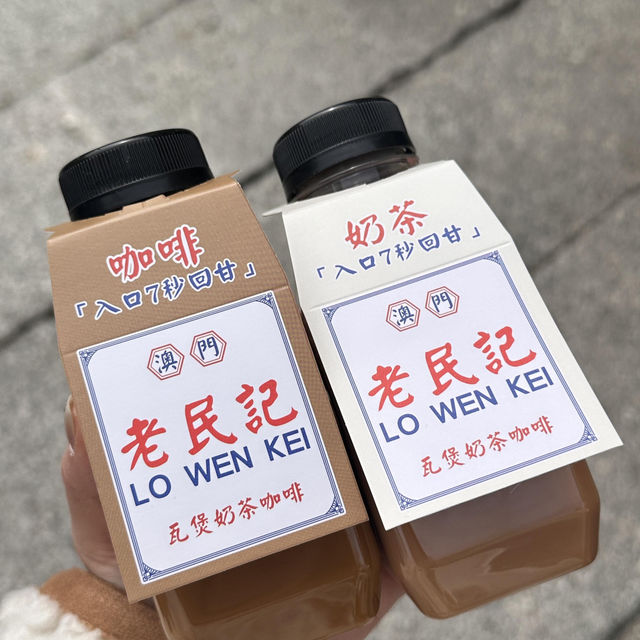 咖啡
「入口7秒回甘」
澳門
老民記
LO WEN KEI
瓦煲奶茶咖啡
奶茶
「入口7秒回甘」
澳門
老民記
LO WEN KEI
瓦煲奶茶咖啡